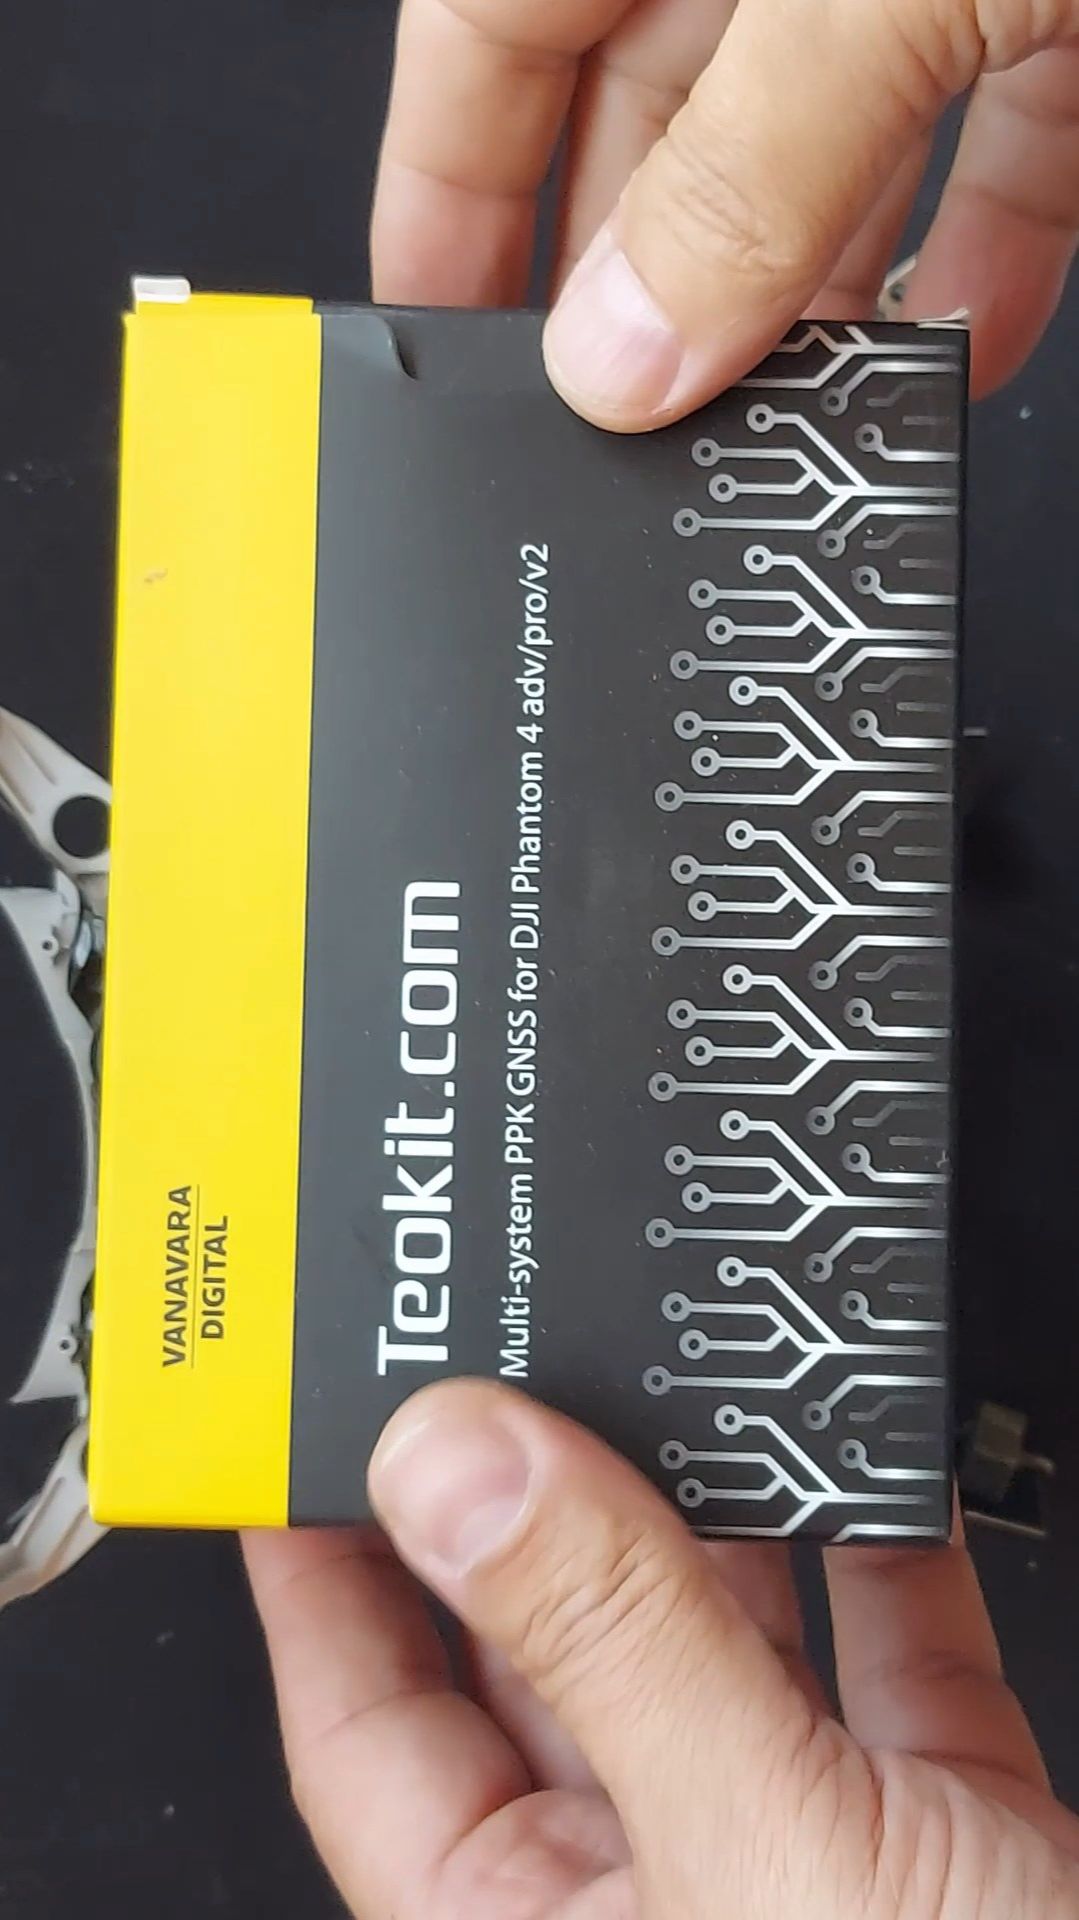 VANAVARA
DIGITAL
Teokit.com
Multi-system PPK GNSS for DJI Phantom 4 adv/pro/v2